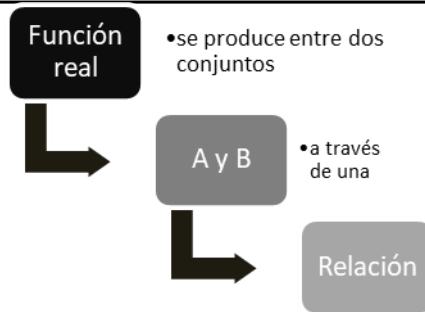 Función
real
•se produce entre dos
conjuntos
A y B
•a través
de una
Relación